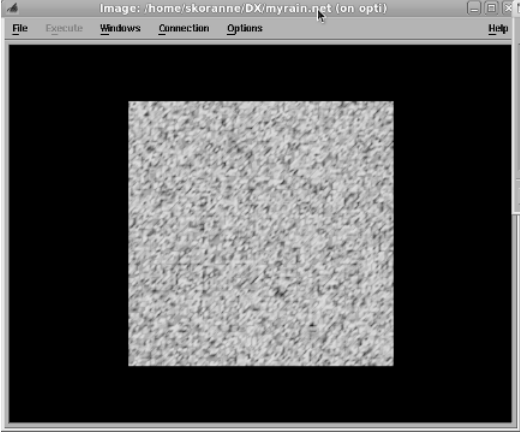 Image: /home/skoranne/DX/myrain.net (on opti)
File Execute Windows Connection Options Help